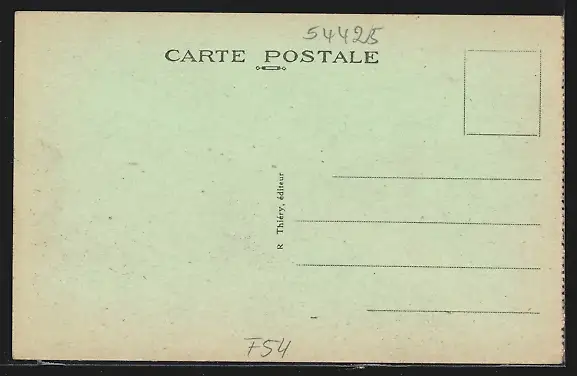 54425
CARTE POSTALE
R Thiéry, éditeur
F54